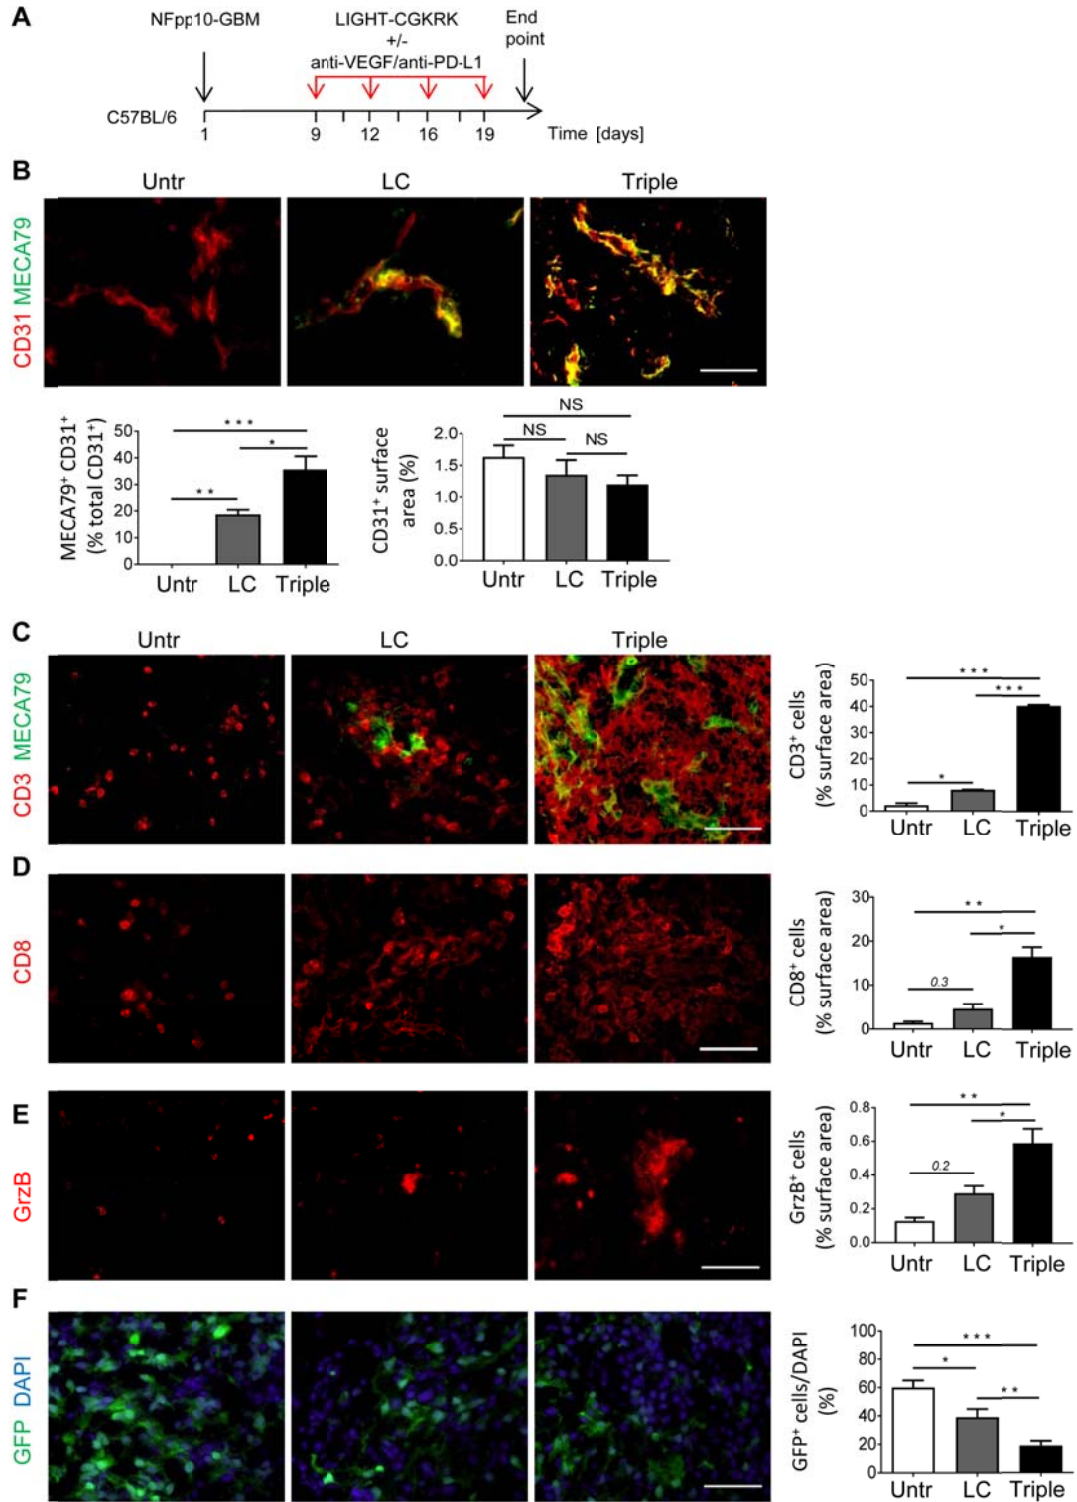 A
NFpp10-GBM
LIGHT-CGKRK
+/-
anti-VEGF/anti-PD-L1
End
point
C57BL/6
1
9
12
16
19
Time [days]
B
Untr
LC
Triple
CD31 MECA79
MECA79+ CD31+
(% total CD31+)
50
40
30
20
10
0
* * *
*
* *
Untr
LC
Triple
CD31+ surface
area (%)
2.0
1.5
1.0
0.5
0.0
NS
NS
NS
Untr
LC
Triple
C
Untr
LC
Triple
CD3 MECA79
CD3+ cells
(% surface area)
50
40
30
20
10
0
* * *
* * *
*
Untr
LC
Triple
D
CD8
CD8+ cells
(% surface area)
30
20
10
0
* *
*
0.3
Untr
LC
Triple
E
GrzB
GrzB+ cells
(% surface area)
0.8
0.6
0.4
0.2
0.0
* *
*
0.2
Untr
LC
Triple
F
GFP DAPI
GFP+ cells/DAPI
(%)
100
80
60
40
20
0
* * *
*
* *
Untr
LC
Triple